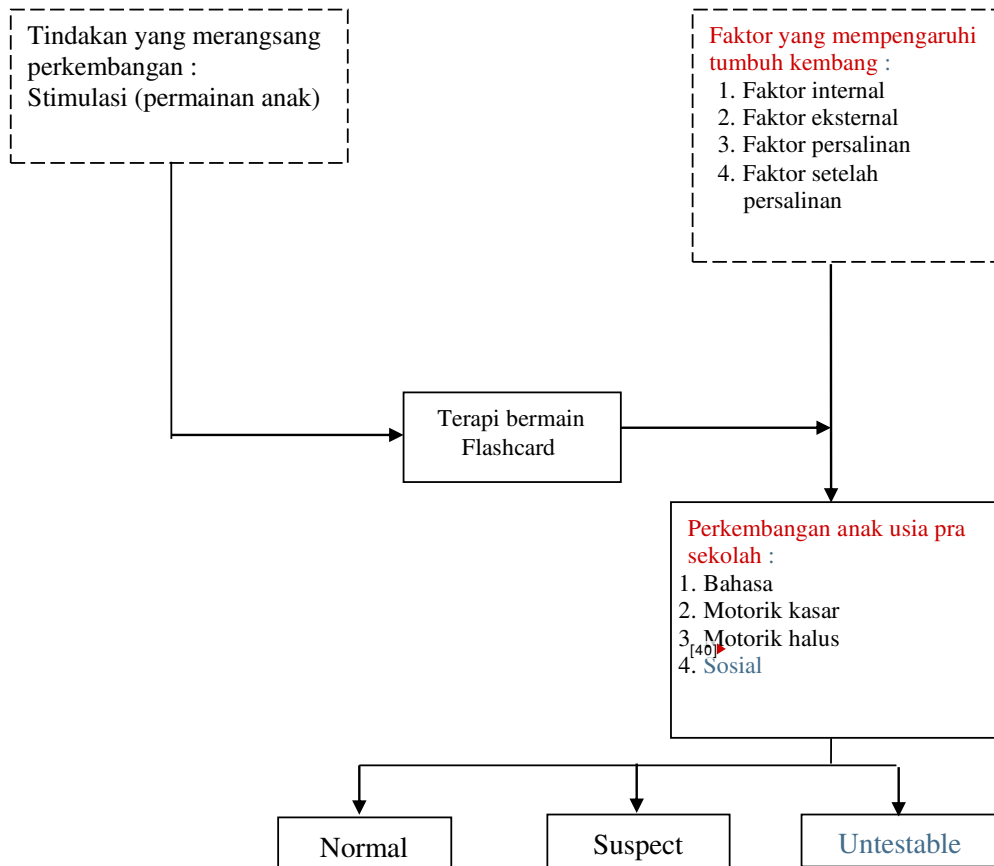 Tindakan yang merangsang
perkembangan :
Stimulasi (permainan anak)
Faktor yang mempengaruhi
tumbuh kembang :
1. Faktor internal
2. Faktor eksternal
3. Faktor persalinan
4. Faktor setelah
persalinan
Terapi bermain
Flashcard
Perkembangan anak usia pra
sekolah :
1. Bahasa
2. Motorik kasar
3. Motorik halus
[40]
4. Sosial
Normal
Suspect
Untestable